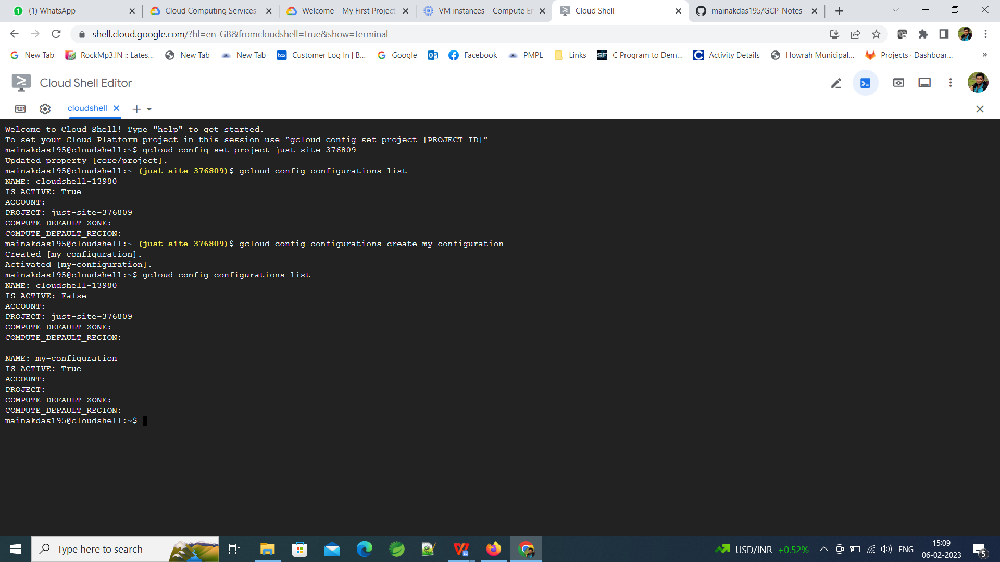 (1) WhatsApp
Cloud Computing Services
Welcome – My First Project
VM instances – Compute En
Cloud Shell
mainakdas195/GCP-Notes
shell.cloud.google.com/?hl=en_GB&fromcloudshell=true&show=terminal
New Tab
RockMp3.IN :: Lates...
New Tab
New Tab
box Customer Log In | B...
Google
Facebook
PMPL
Links
SF C Program to Dem...
Activity Details
Howrah Municipal...
Projects · Dashboar...
»
Cloud Shell Editor
cloudshell
Welcome to Cloud Shell! Type "help" to get started.
To set your Cloud Platform project in this session use “gcloud config set project [PROJECT_ID]”
mainakdas195@cloudshell:~$ gcloud config set project just-site-376809
Updated property [core/project].
mainakdas195@cloudshell:~ (just-site-376809)$ gcloud config configurations list
NAME: cloudshell-13980
IS_ACTIVE: True
ACCOUNT:
PROJECT: just-site-376809
COMPUTE_DEFAULT_ZONE:
COMPUTE_DEFAULT_REGION:
mainakdas195@cloudshell:~ (just-site-376809)$ gcloud config configurations create my-configuration
Created [my-configuration].
Activated [my-configuration].
mainakdas195@cloudshell:~$ gcloud config configurations list
NAME: cloudshell-13980
IS_ACTIVE: False
ACCOUNT:
PROJECT: just-site-376809
COMPUTE_DEFAULT_ZONE:
COMPUTE_DEFAULT_REGION:
NAME: my-configuration
IS_ACTIVE: True
ACCOUNT:
PROJECT:
COMPUTE_DEFAULT_ZONE:
COMPUTE_DEFAULT_REGION:
mainakdas195@cloudshell:~$
Type here to search
USD/INR +0.52%
ENG
15:09
06-02-2023
5